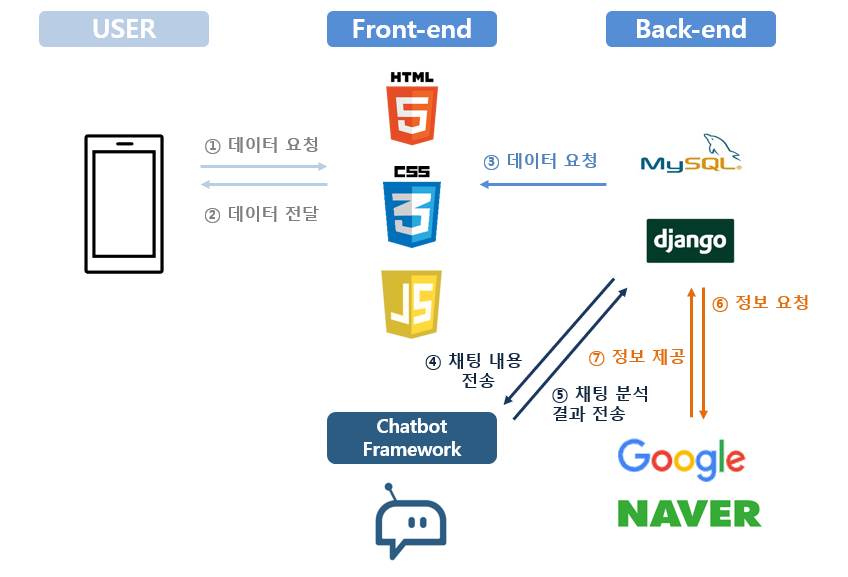 USER
Front-end
Back-end
HTML
5
① 데이터 요청
② 데이터 전달
CSS
3
③ 데이터 요청
MySQL®
django
JS
④ 채팅 내용
전송
⑤ 채팅 분석
결과 전송
⑥ 정보 요청
⑦ 정보 제공
Chatbot
Framework
Google
NAVER